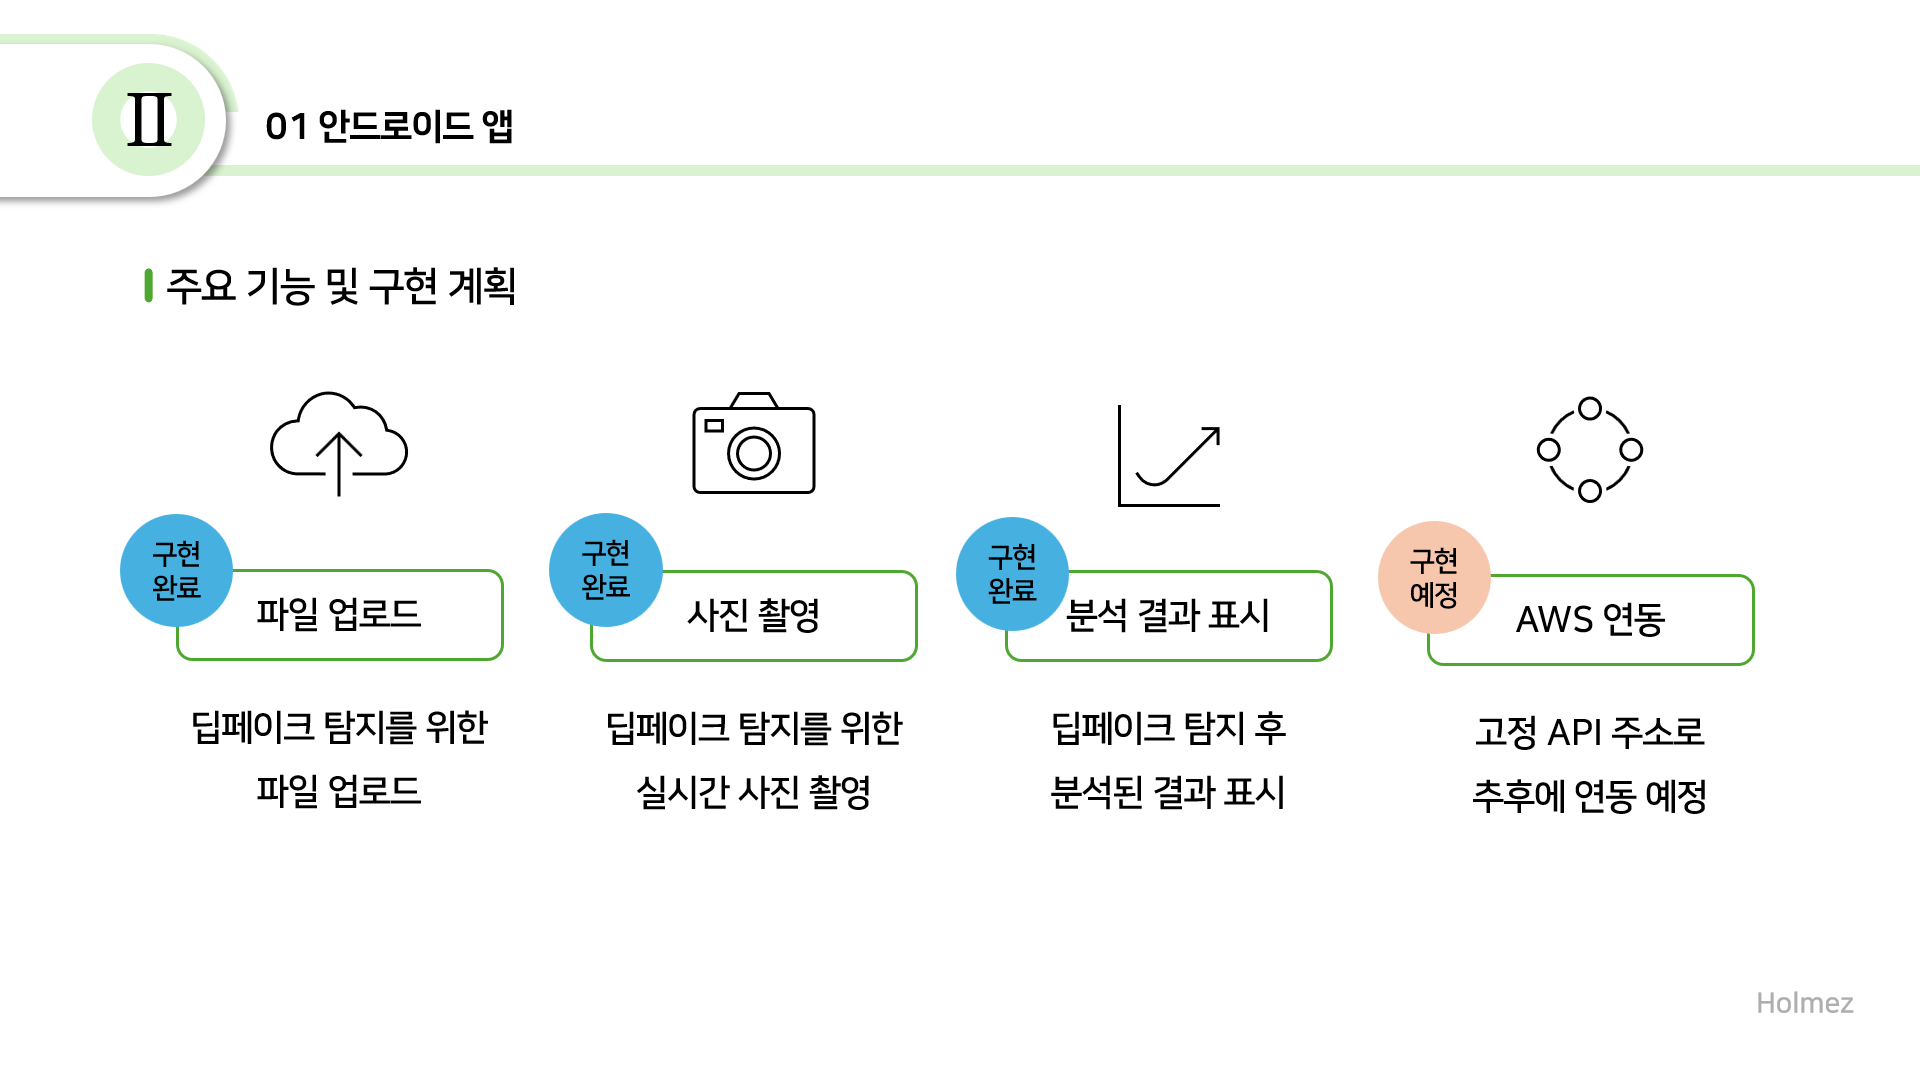 Ⅱ
01 안드로이드 앱
주요 기능 및 구현 계획
구현
완료
파일 업로드
딥페이크 탐지를 위한
파일 업로드
구현
완료
사진 촬영
딥페이크 탐지를 위한
실시간 사진 촬영
구현
완료
분석 결과 표시
딥페이크 탐지 후
분석된 결과 표시
구현
예정
AWS 연동
고정 API 주소로
추후에 연동 예정
Holmez